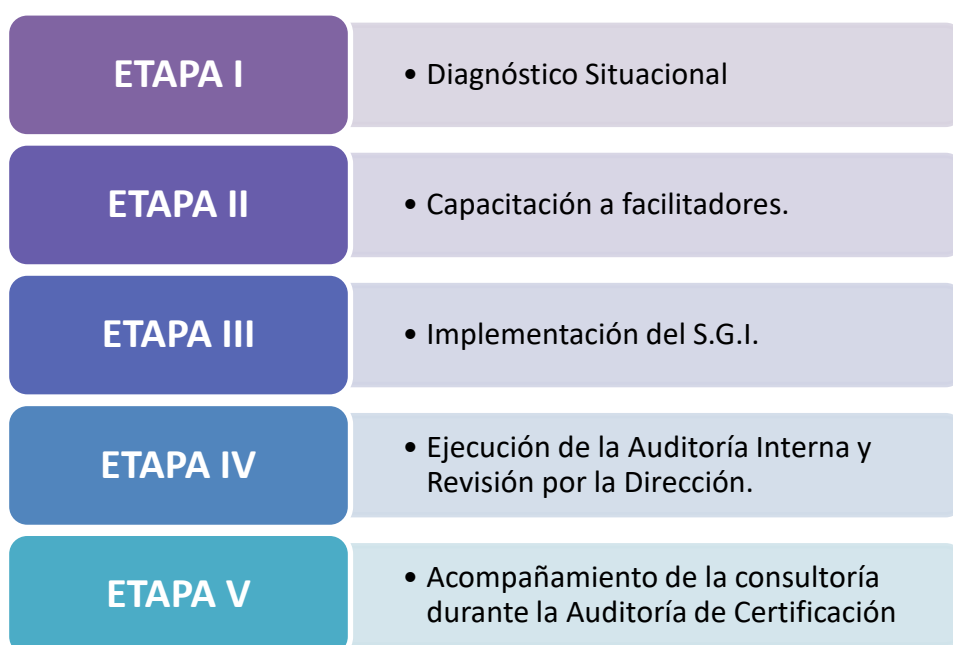 ETAPA I
• Diagnóstico Situacional
ETAPA II
• Capacitación a facilitadores.
ETAPA III
• Implementación del S.G.I.
ETAPA IV
• Ejecución de la Auditoría Interna y
Revisión por la Dirección.
ETAPA V
• Acompañamiento de la consultoría
durante la Auditoría de Certificación